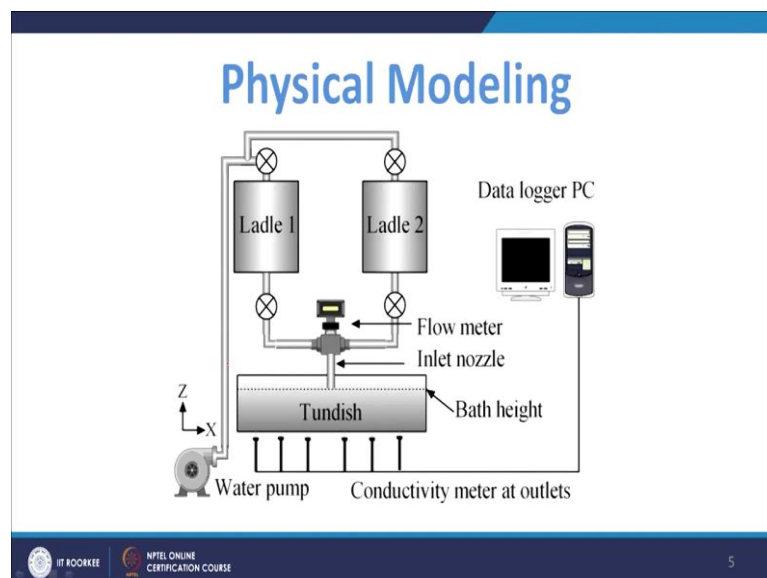 Physical Modeling
Ladle 1
Ladle 2
Data logger PC
Flow meter
Inlet nozzle
Z
X
Tundish
Bath height
Water pump
Conductivity meter at outlets
IIT ROORKEE
NPTEL ONLINE
CERTIFICATION COURSE
5